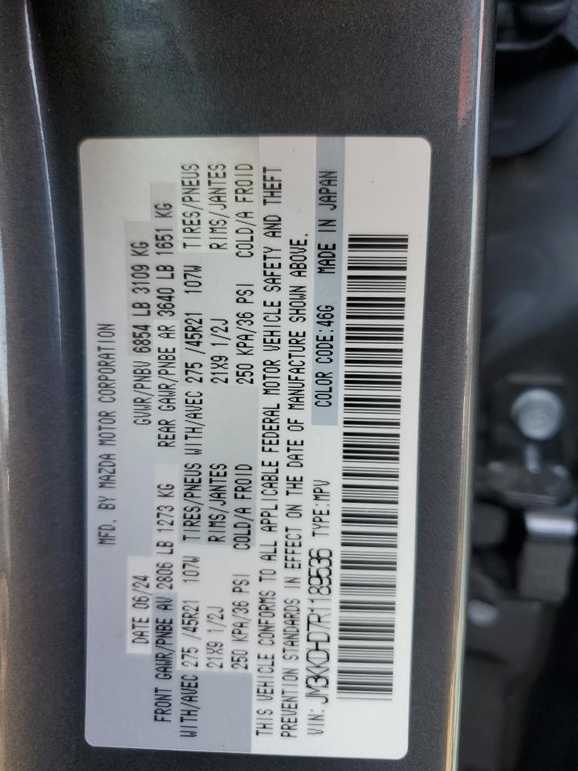 MFD. BY MAZDA MOTOR CORPORATION
DATE 06/24 GVWR/PNBV 6854 LB 3109 KG
FRONT GAWR/PNBE AV 2806 LB 1273 KG REAR GAWR/PNBE AR 3640 LB 1651 KG
WITH/AVEC 275 /45R21 107W TIRES/PNEUS WITH/AVEC 275 /45R21 107W TIRES/PNEUS
21X9 1/2J RIMS/JANTES 21X9 1/2J RIMS/JANTES
250 KPA/36 PSI COLD/A FROID 250 KPA/36 PSI COLD/A FROID
THIS VEHICLE CONFORMS TO ALL APPLICABLE FEDERAL MOTOR VEHICLE SAFETY AND THEFT
PREVENTION STANDARDS IN EFFECT ON THE DATE OF MANUFACTURE SHOWN ABOVE.
VIN: JM3KKDHD7R1189536 TYPE:MPV COLOR CODE:46G MADE IN JAPAN